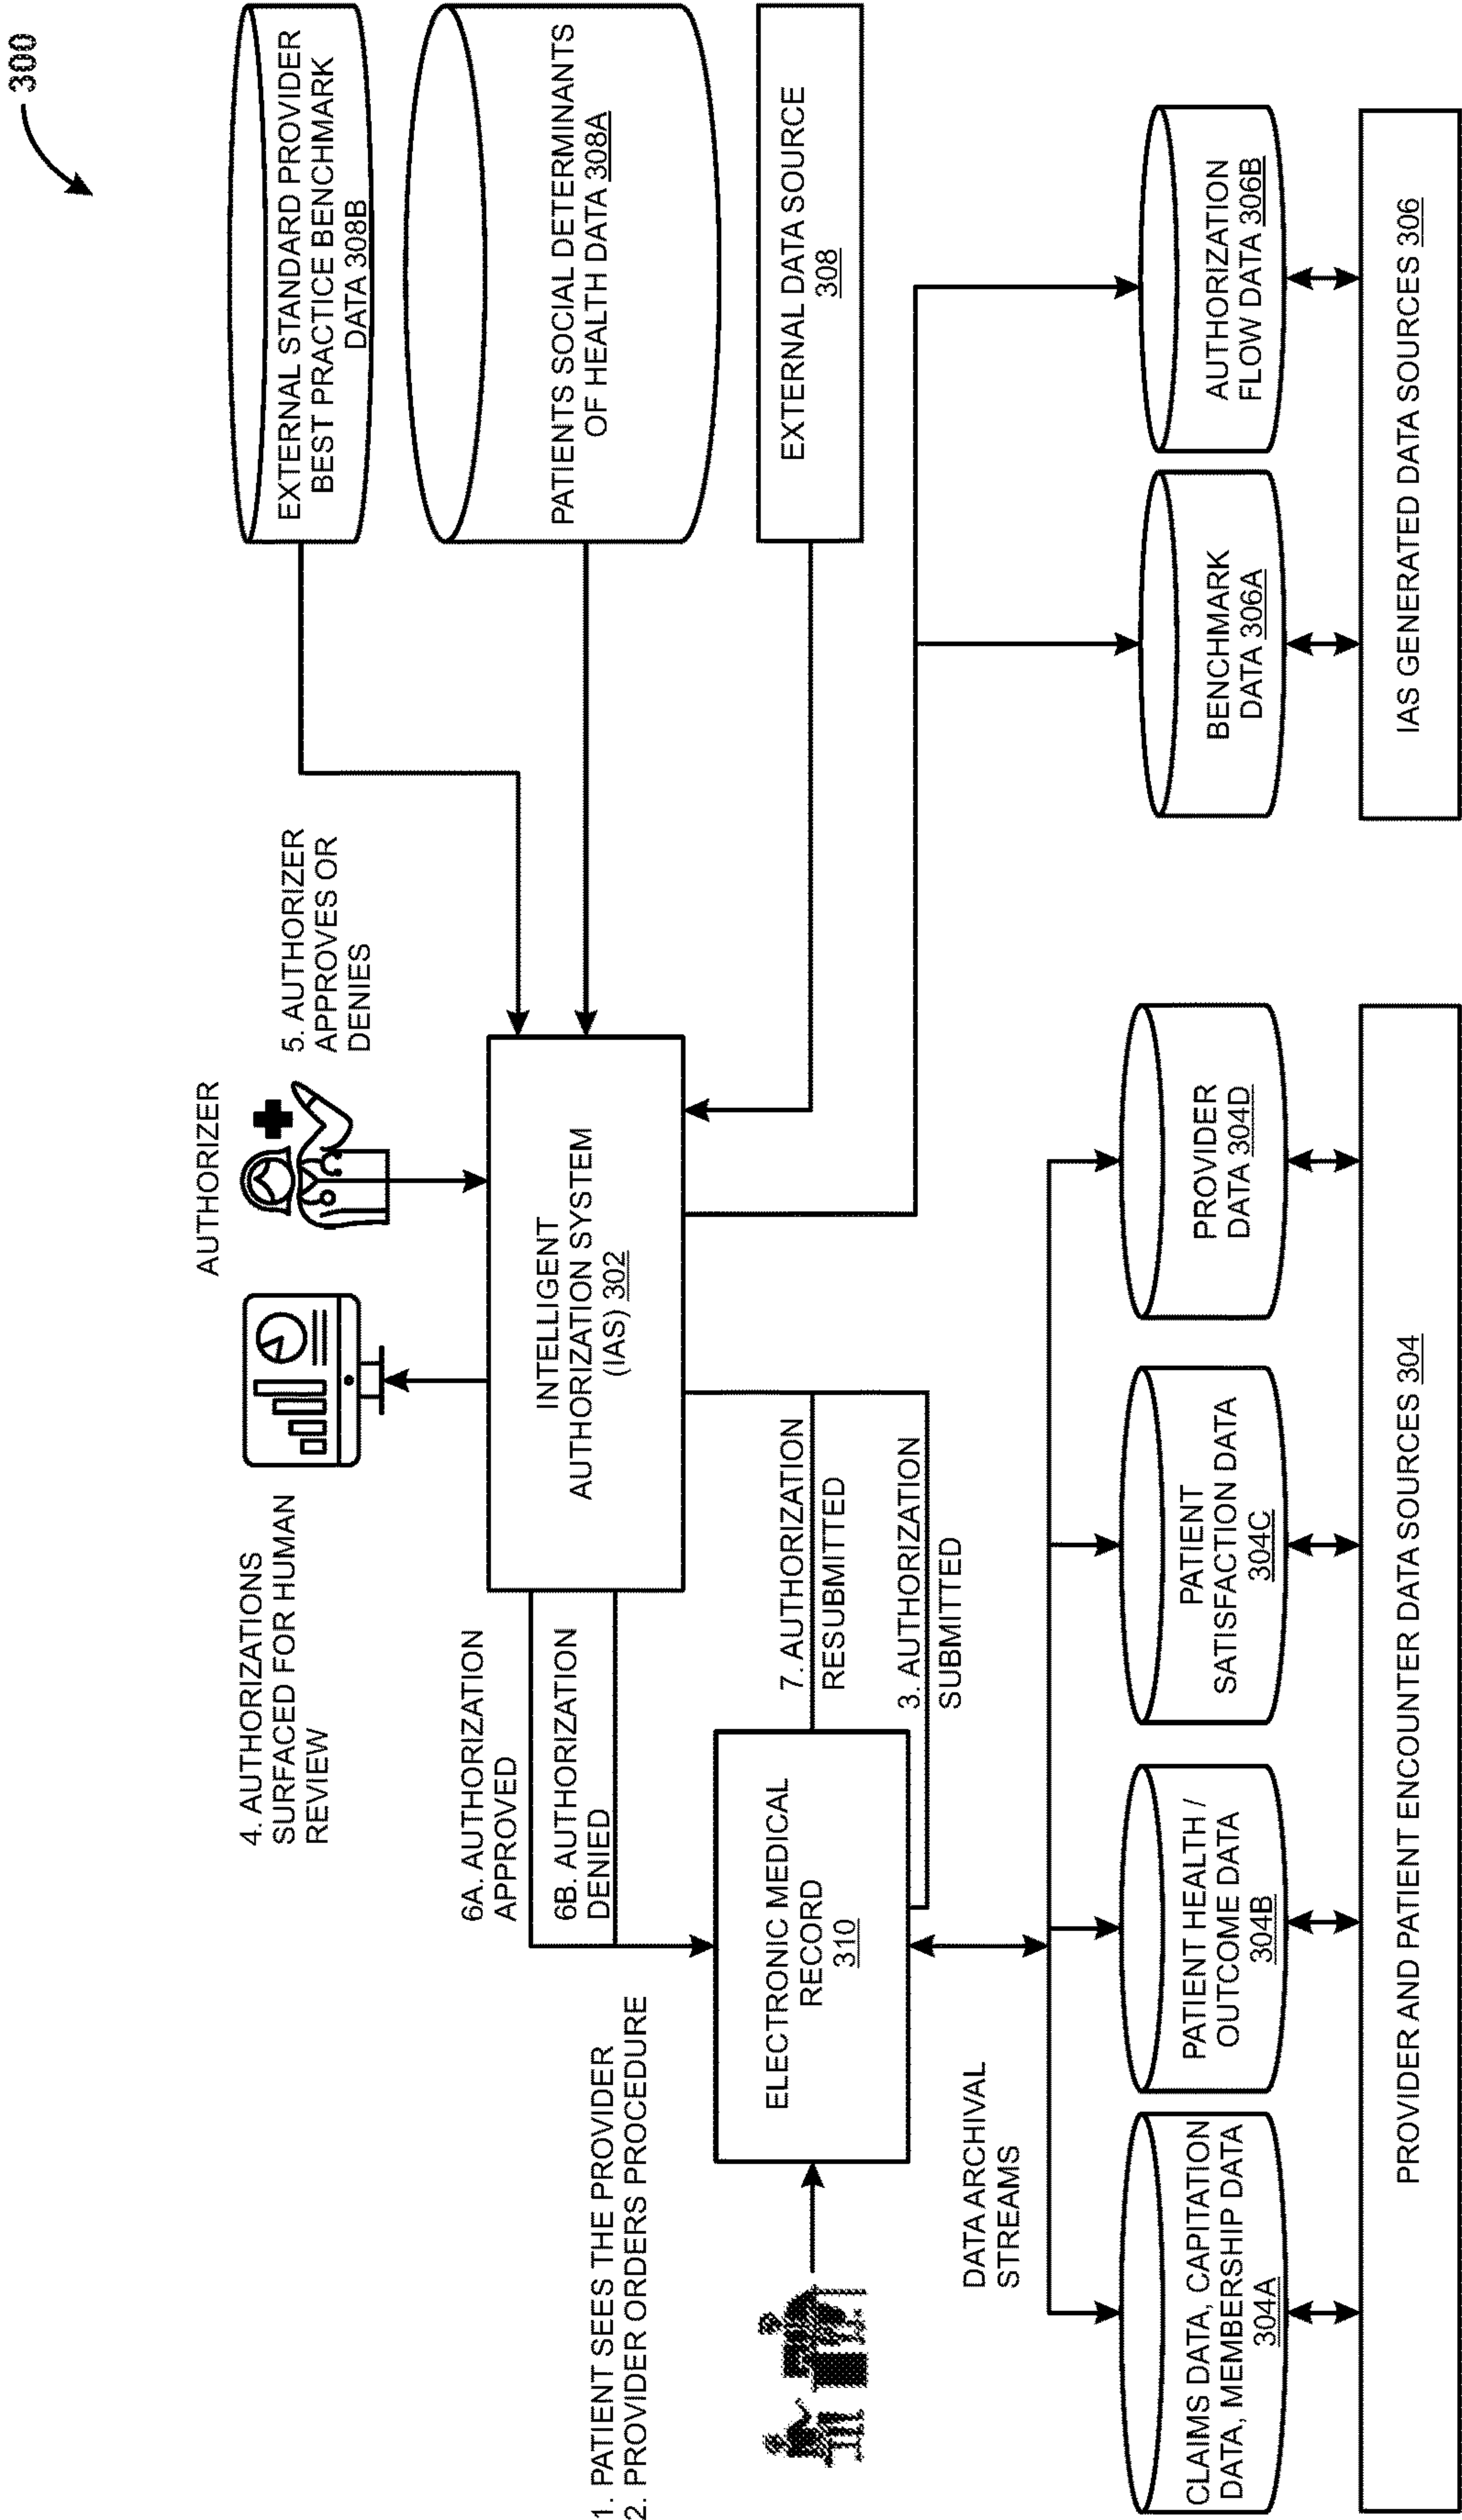 300
AUTHORIZER
4. AUTHORIZATIONS
SURFACED FOR HUMAN
REVIEW
5. AUTHORIZER
APPROVES OR
DENIES
EXTERNAL STANDARD PROVIDER
BEST PRACTICE BENCHMARK
DATA 308B
PATIENTS SOCIAL DETERMINANTS
OF HEALTH DATA 308A
EXTERNAL DATA SOURCE
308
6A. AUTHORIZATION
APPROVED
6B. AUTHORIZATION
DENIED
INTELLIGENT
AUTHORIZATION SYSTEM
(IAS) 302
1. PATIENT SEES THE PROVIDER
2. PROVIDER ORDERS PROCEDURE
ELECTRONIC MEDICAL
RECORD
310
7. AUTHORIZATION
RESUBMITTED
3. AUTHORIZATION
SUBMITTED
DATA ARCHIVAL
STREAMS
CLAIMS DATA, CAPITATION
DATA, MEMBERSHIP DATA
304A
PATIENT HEALTH /
OUTCOME DATA
304B
PATIENT
SATISFACTION DATA
304C
PROVIDER
DATA 304D
BENCHMARK
DATA 306A
AUTHORIZATION
FLOW DATA 306B
PROVIDER AND PATIENT ENCOUNTER DATA SOURCES 304
IAS GENERATED DATA SOURCES 306